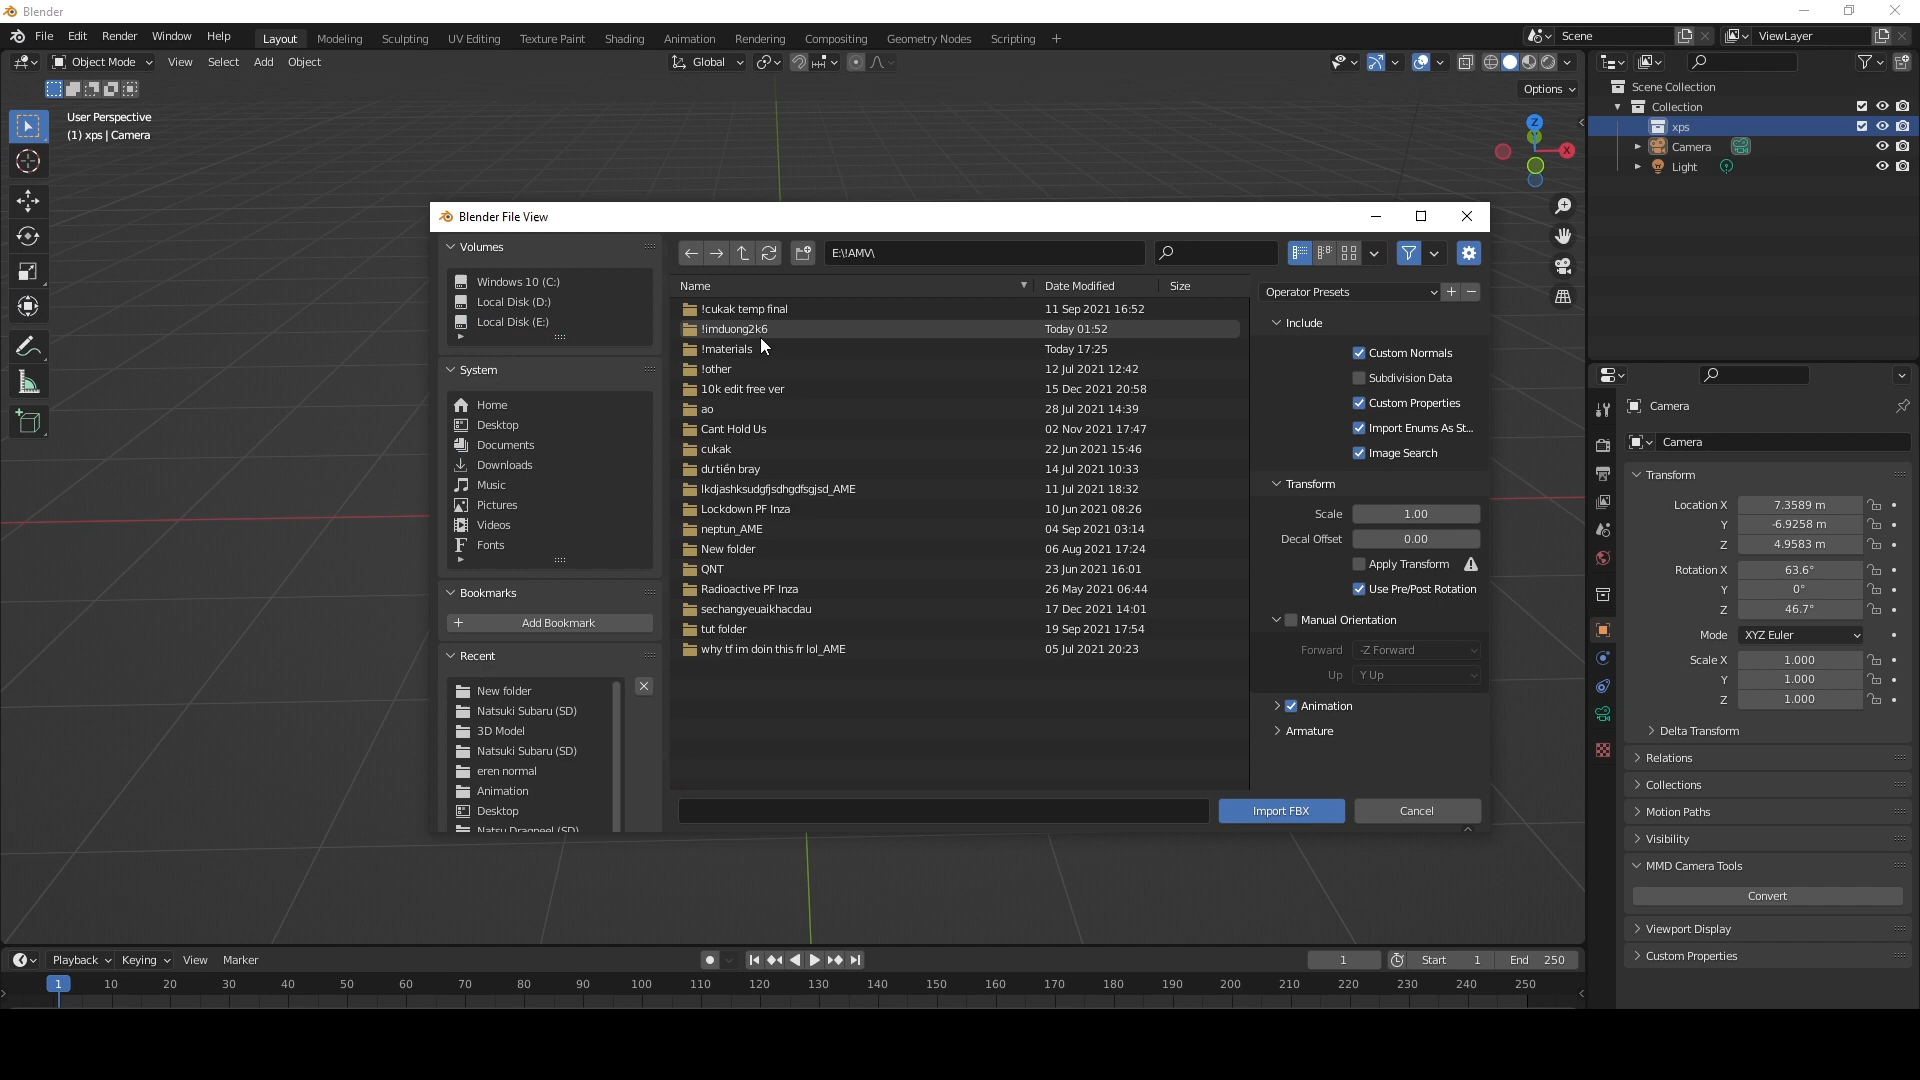 Blender
File Edit Render Window Help Layout Modeling Sculpting UV Editing Texture Paint Shading Animation Rendering Compositing Geometry Nodes Scripting + Scene ViewLayer
Object Mode View Select Add Object Global
Options
User Perspective
(1) xps | Camera
Z
X
Scene Collection
Collection
xps
Camera
Light
Blender File View
Volumes
Windows 10 (C:)
Local Disk (D:)
Local Disk (E:)
System
Home
Desktop
Documents
Downloads
Music
Pictures
Videos
Fonts
Bookmarks
+ Add Bookmark
Recent
New folder
Natsuki Subaru (SD)
3D Model
Natsuki Subaru (SD)
eren normal
Animation
Desktop
Natsu Dragneel (SD)
E:\!AMV\
Name Date Modified Size
!cukak temp final 11 Sep 2021 16:52
!imduong2k6 Today 01:52
!materials Today 17:25
!other 12 Jul 2021 12:42
10k edit free ver 15 Dec 2021 20:58
ao 28 Jul 2021 14:39
Cant Hold Us 02 Nov 2021 17:47
cukak 22 Jun 2021 15:46
dư tiến bray 14 Jul 2021 10:33
lkdjashksudgfjsdhgdfsgjsd_AME 11 Jul 2021 18:32
Lockdown PF Inza 10 Jun 2021 08:26
neptun_AME 04 Sep 2021 03:14
New folder 06 Aug 2021 17:24
QNT 23 Jun 2021 16:01
Radioactive PF Inza 26 May 2021 06:44
sechangyeuaikhacdau 17 Dec 2021 14:01
tut folder 19 Sep 2021 17:54
why tf im doin this fr lol_AME 05 Jul 2021 20:23
Operator Presets + −
Include
Custom Normals
Subdivision Data
Custom Properties
Import Enums As St...
Image Search
Transform
Scale 1.00
Decal Offset 0.00
Apply Transform
Use Pre/Post Rotation
Manual Orientation
Forward -Z Forward
Up Y Up
Animation
Armature
Import FBX Cancel
Camera
Camera
Transform
Location X 7.3589 m
Y -6.9258 m
Z 4.9583 m
Rotation X 63.6°
Y 0°
Z 46.7°
Mode XYZ Euler
Scale X 1.000
Y 1.000
Z 1.000
Delta Transform
Relations
Collections
Motion Paths
Visibility
MMD Camera Tools
Convert
Viewport Display
Custom Properties
Playback Keying View Marker 1 Start 1 End 250
1 10 20 30 40 50 60 70 80 90 100 110 120 130 140 150 160 170 180 190 200 210 220 230 240 250